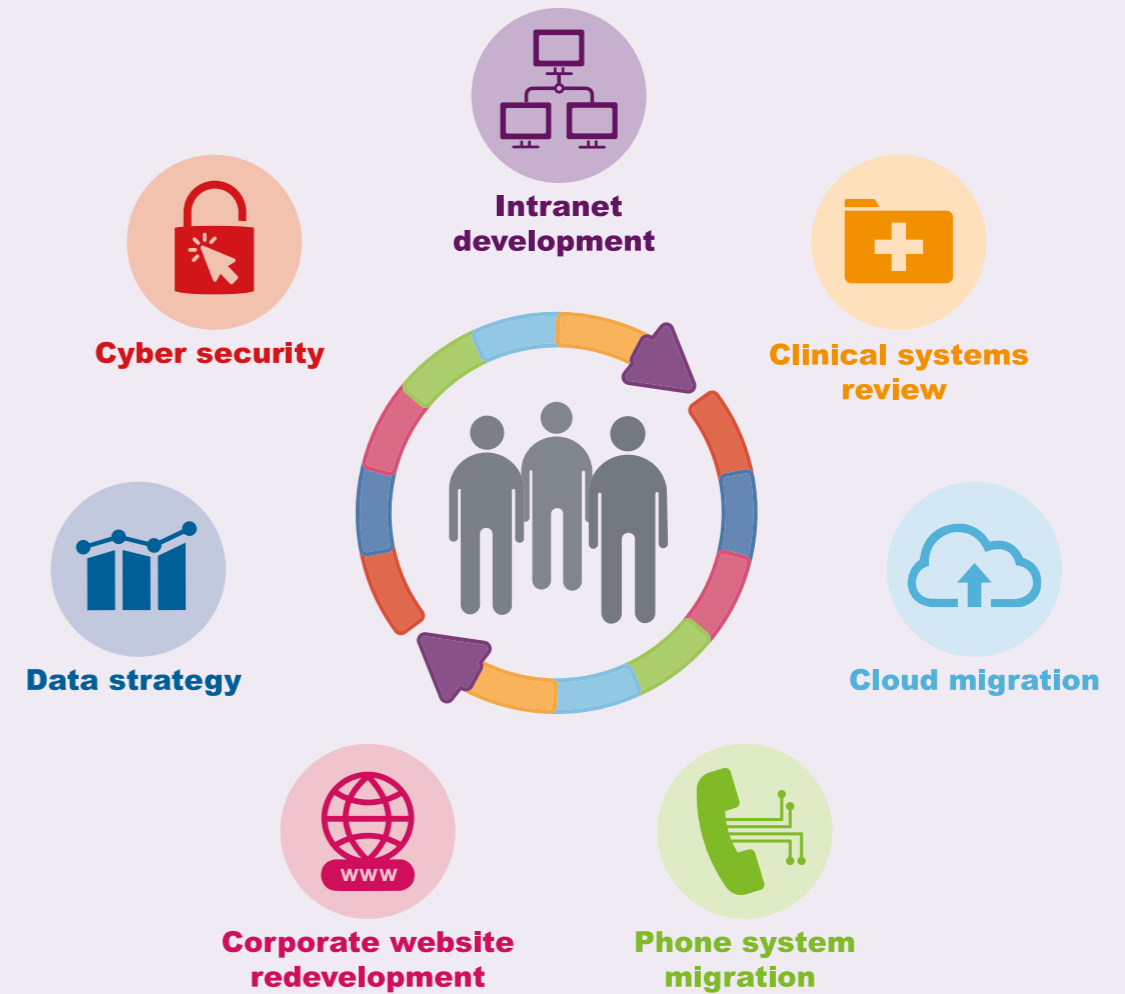 Intranet
development
Clinical systems
review
Cloud migration
Phone system
migration
www
Corporate website
redevelopment
Data strategy
Cyber security